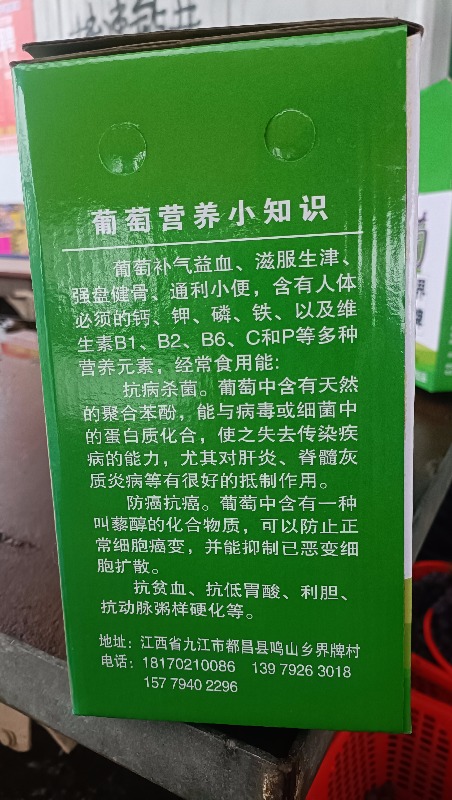 葡萄营养小知识
葡萄补气益血、滋服生津、
强盘健骨、通利小便，含有人体
必须的钙、钾、磷、铁、以及维
生素B1、B2、B6、C和P等多种
营养元素，经常食用能:
抗病杀菌。葡萄中含有天然
的聚合苯酚，能与病毒或细菌中
的蛋白质化合，使之失去传染疾
病的能力，尤其对肝炎、脊髓灰
质炎病等有很好的抵制作用。
防癌抗癌。葡萄中含有一种
叫藜醇的化合物质，可以防止正
常细胞癌变，并能抑制已恶变细
胞扩散。
抗贫血、抗低胃酸、利胆、
抗动脉粥样硬化等。
地址：江西省九江市都昌县鸣山乡界牌村
电话：18170210086 139 7926 3018
157 7940 2296